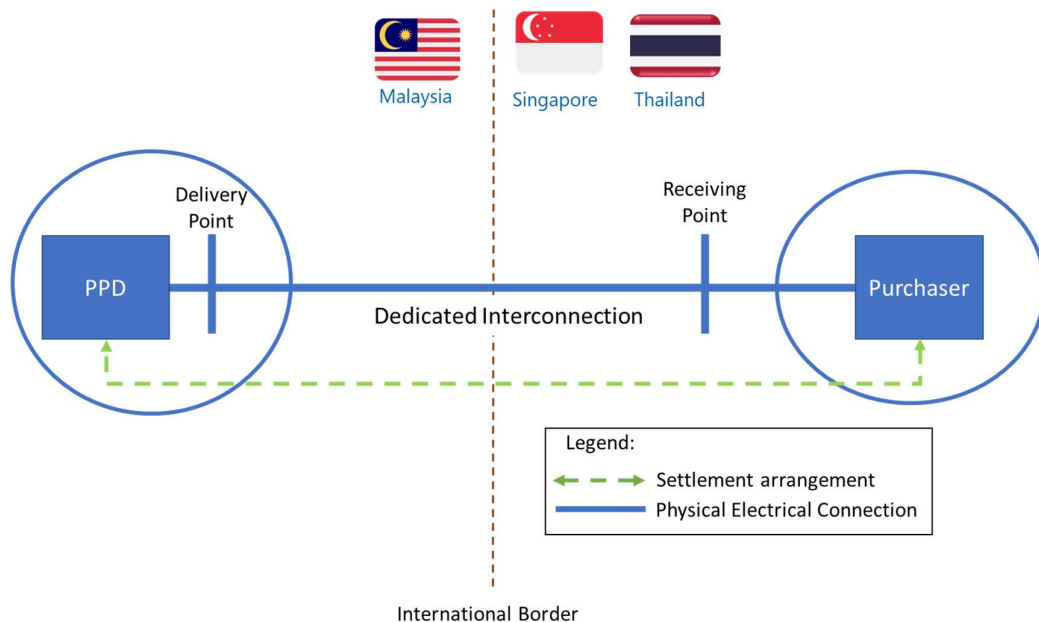 Malaysia
Singapore
Thailand
Delivery
Point
Receiving
Point
PPD
Purchaser
Dedicated Interconnection
Legend:
Settlement arrangement
Physical Electrical Connection
International Border